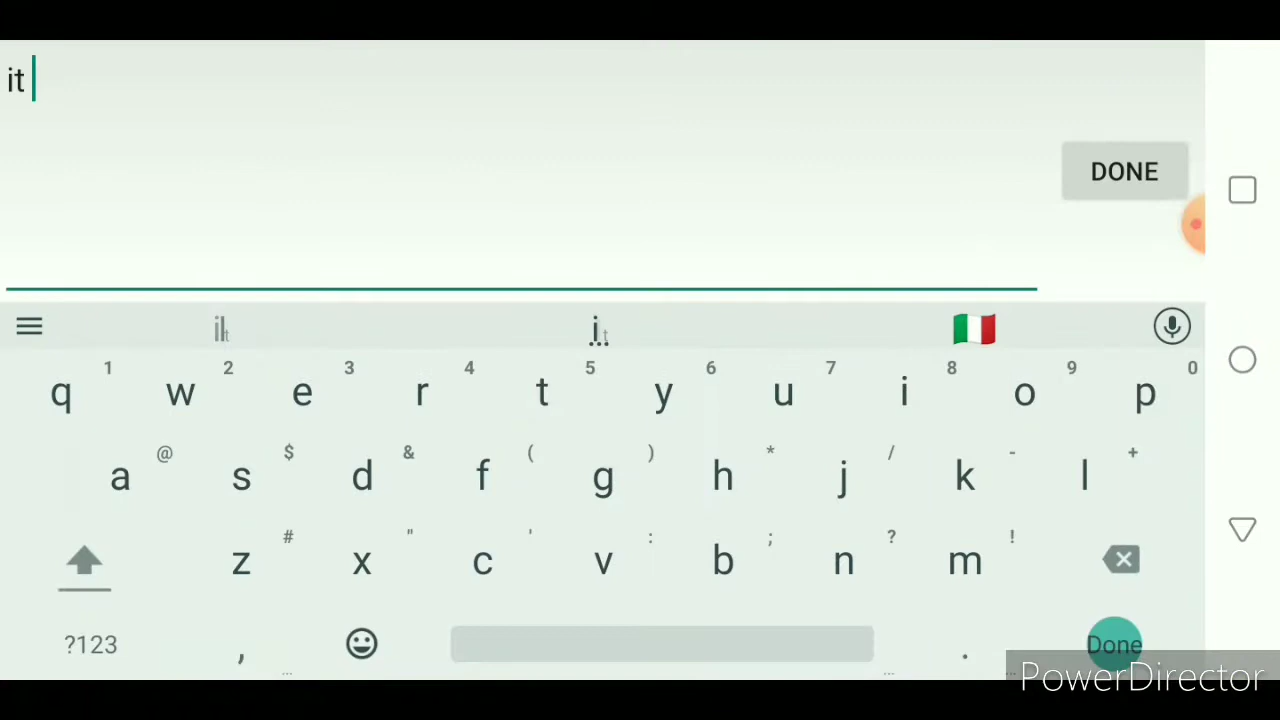 it
DONE
1 2 3 4 5 6 7 8 9 0
q w e r t y u i o p
@ $ & ( ) * / - +
a s d f g h j k l
# " ' : ; ? !
z x c v b n m
?123 , . Done
PowerDirector